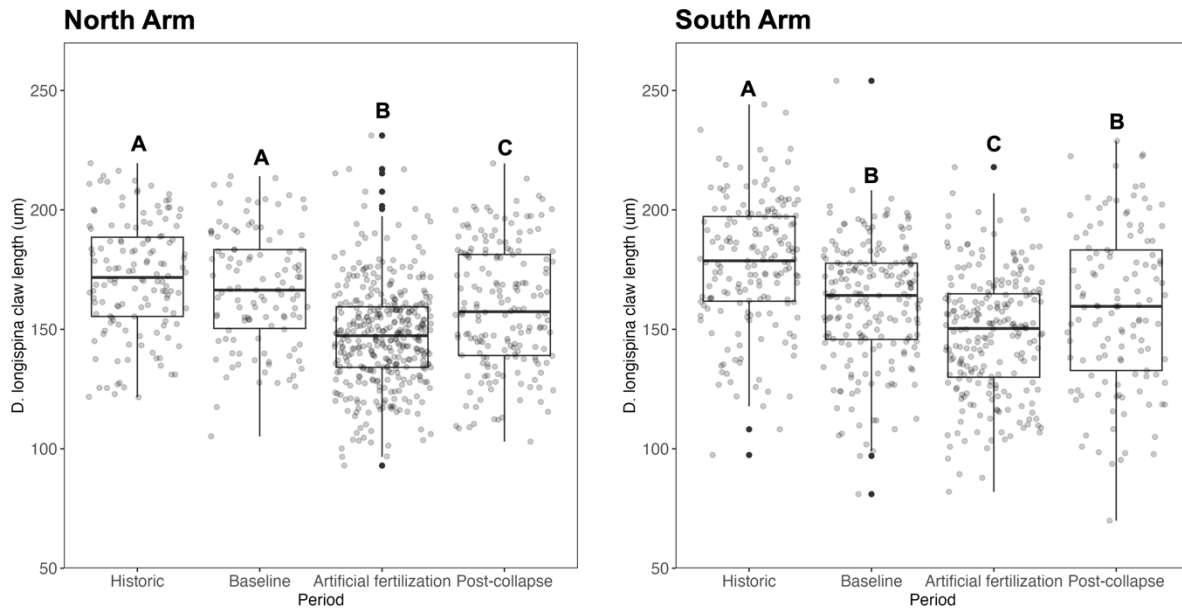 North Arm
D. longispina claw length (um)
250
200
150
100
50
A
A
B
C
Historic Baseline Artificial fertilization Post-collapse
Period
South Arm
D. longispina claw length (um)
250
200
150
100
50
A
B
C
B
Historic Baseline Artificial fertilization Post-collapse
Period